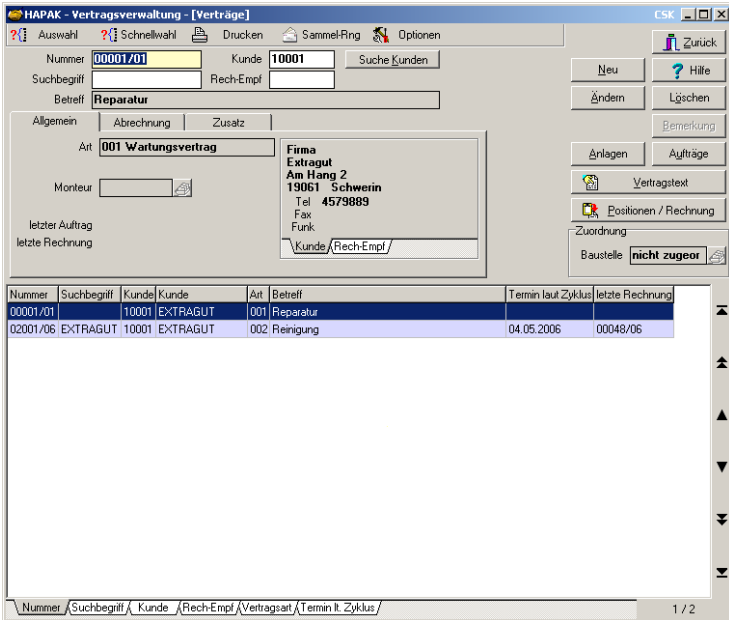 HAPAK - Vertragsverwaltung - [Verträge] CSK
?{] Auswahl ?{] Schnellwahl Drucken Sammel-Rng Optionen
Zurück
Nummer 00001/01 Kunde 10001 Suche Kunden
Neu ? Hilfe
Suchbegriff Rech-Empf
Betreff Reparatur
Ändern Löschen
Allgemein Abrechnung Zusatz
Bemerkung
Art 001 Wartungsvertrag
Anlagen Aufträge
Firma
Extragut
Am Hang 2
19061 Schwerin
Tel 4579889
Fax
Funk
Kunde Rech-Empf
Monteur
Vertragstext
letzter Auftrag
letzte Rechnung
Positionen / Rechnung
Zuordnung
Baustelle nicht zugeor
Nummer Suchbegriff Kunde Kunde Art Betreff Termin laut Zyklus letzte Rechnung
00001/01 10001 EXTRAGUT 001 Reparatur
02001/06 EXTRAGUT 10001 EXTRAGUT 002 Reinigung 04.05.2006 00048/06
Nummer Suchbegriff Kunde Rech-Empf Vertragsart Termin lt. Zyklus
1 / 2